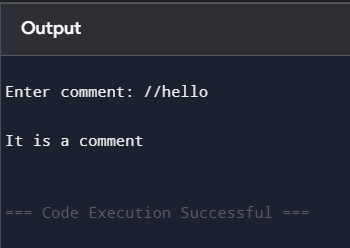 Output
Enter comment: //hello
It is a comment
=== Code Execution Successful ===